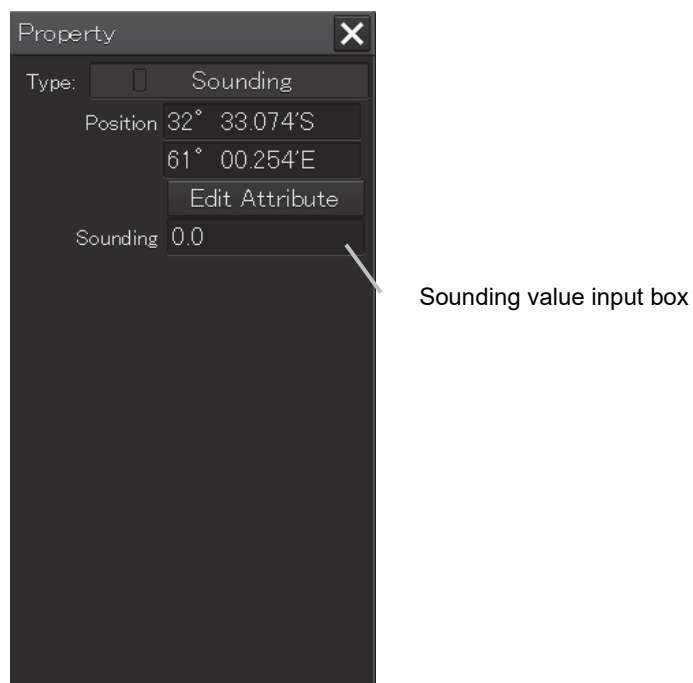 Property
Type: Sounding
Position 32° 33.074'S
61° 00.254'E
Edit Attribute
Sounding 0.0
Sounding value input box